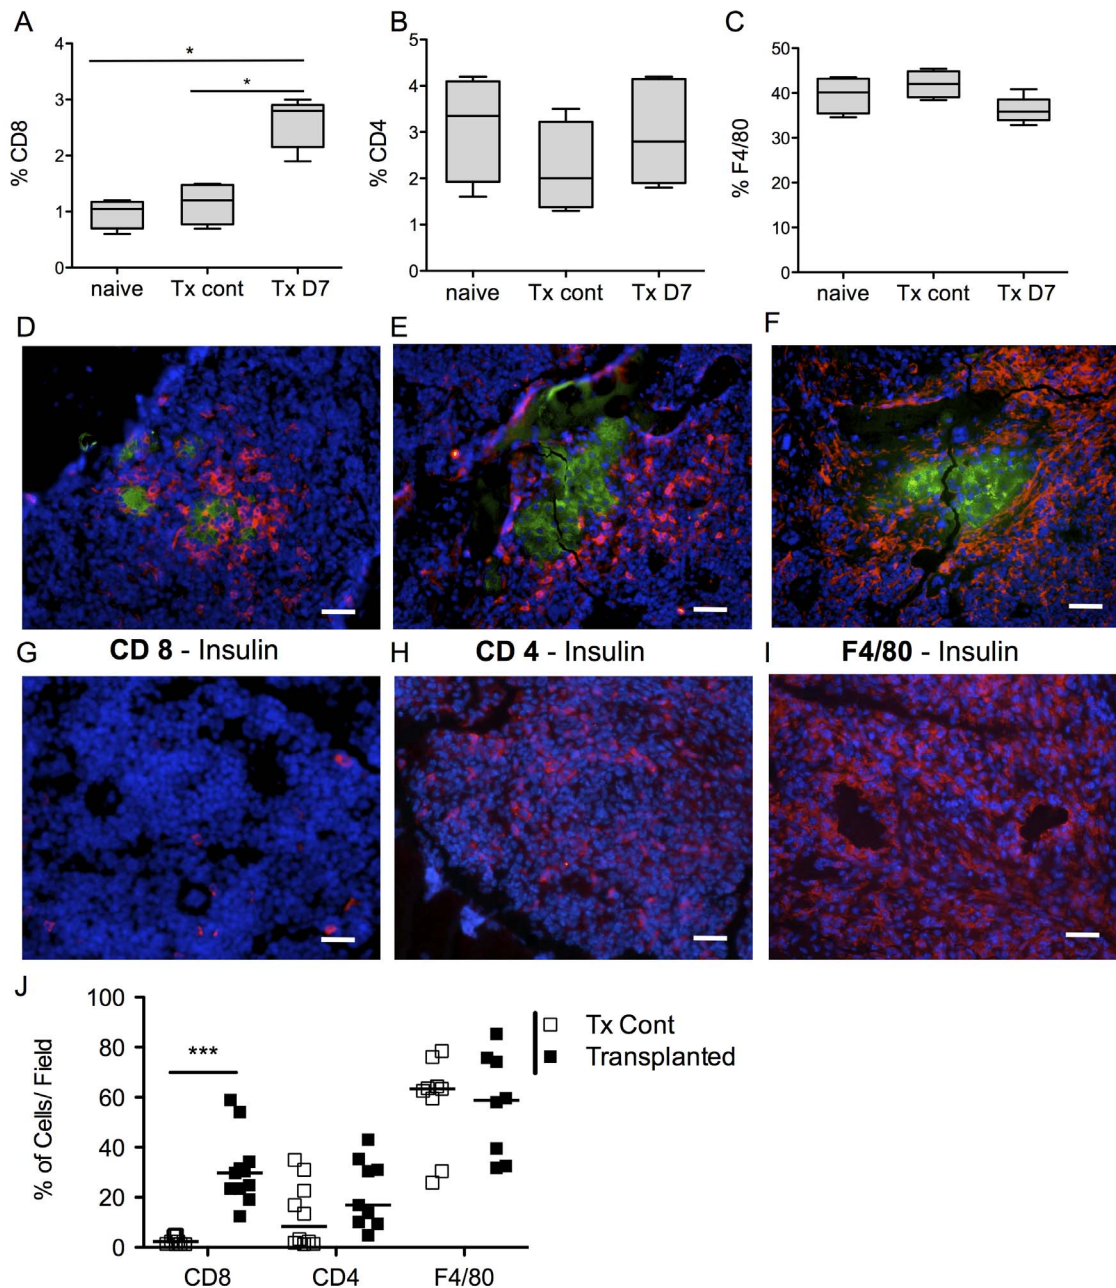 A
B
C
4
3
2
1
0
% CD8
*
*
naive Tx cont Tx D7
5
4
3
2
1
0
% CD4
naive Tx cont Tx D7
50
40
30
20
10
0
% F4/80
naive Tx cont Tx D7
D
E
F
G CD 8 - Insulin
H CD 4 - Insulin
I F4/80 - Insulin
J
100
80
60
40
20
0
% of Cells/ Field
***
Tx Cont
Transplanted
CD8 CD4 F4/80